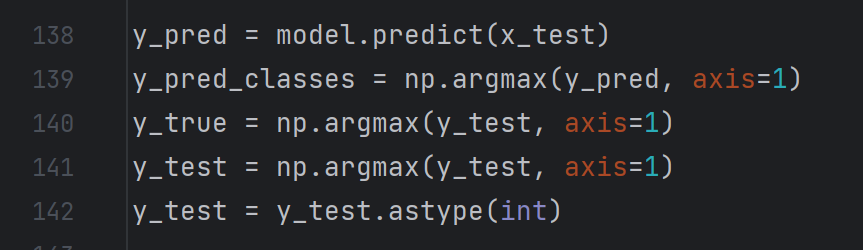 138 y_pred = model.predict(x_test)
139 y_pred_classes = np.argmax(y_pred, axis=1)
140 y_true = np.argmax(y_test, axis=1)
141 y_test = np.argmax(y_test, axis=1)
142 y_test = y_test.astype(int)